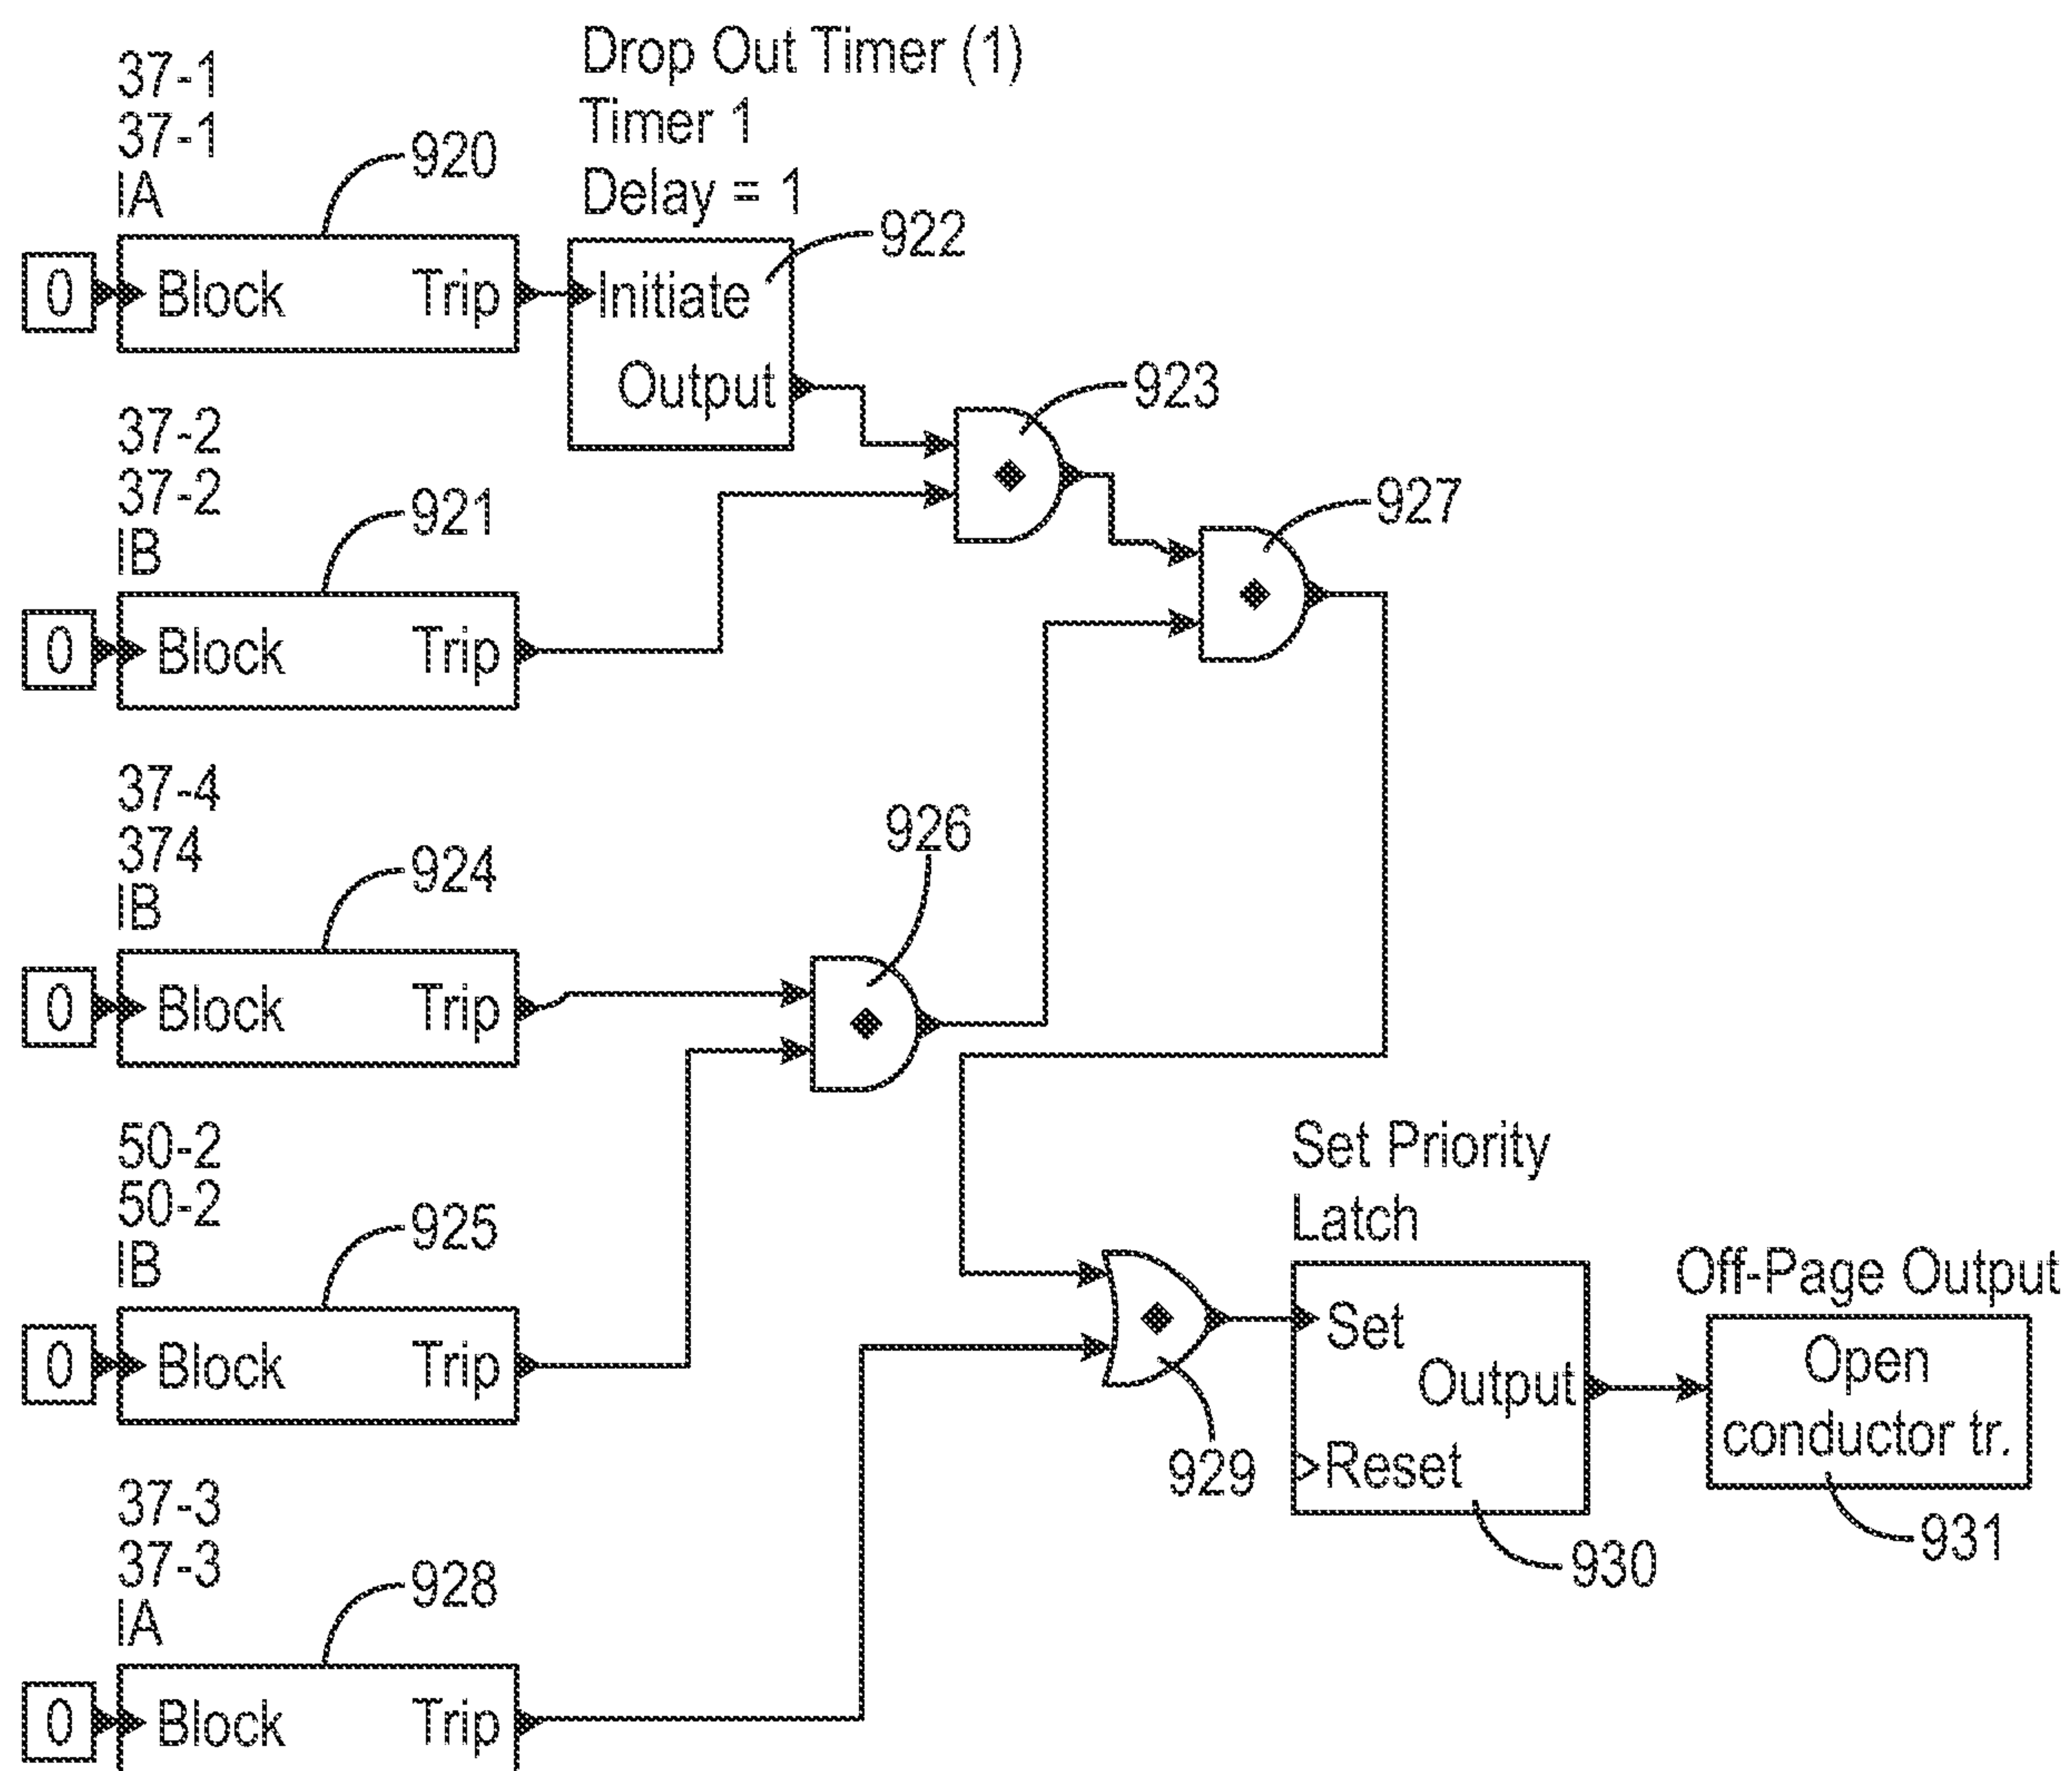 37-1
37-1
IA
920
0
Block
Trip
Drop Out Timer (1)
Timer 1
Delay = 1
922
Initiate
Output
923
37-2
37-2
IB
921
0
Block
Trip
927
37-4
374
IB
924
0
Block
Trip
926
50-2
50-2
IB
925
0
Block
Trip
Set Priority
Latch
Set
Output
>Reset
929
930
Off-Page Output
Open
conductor tr.
931
37-3
37-3
IA
928
0
Block
Trip